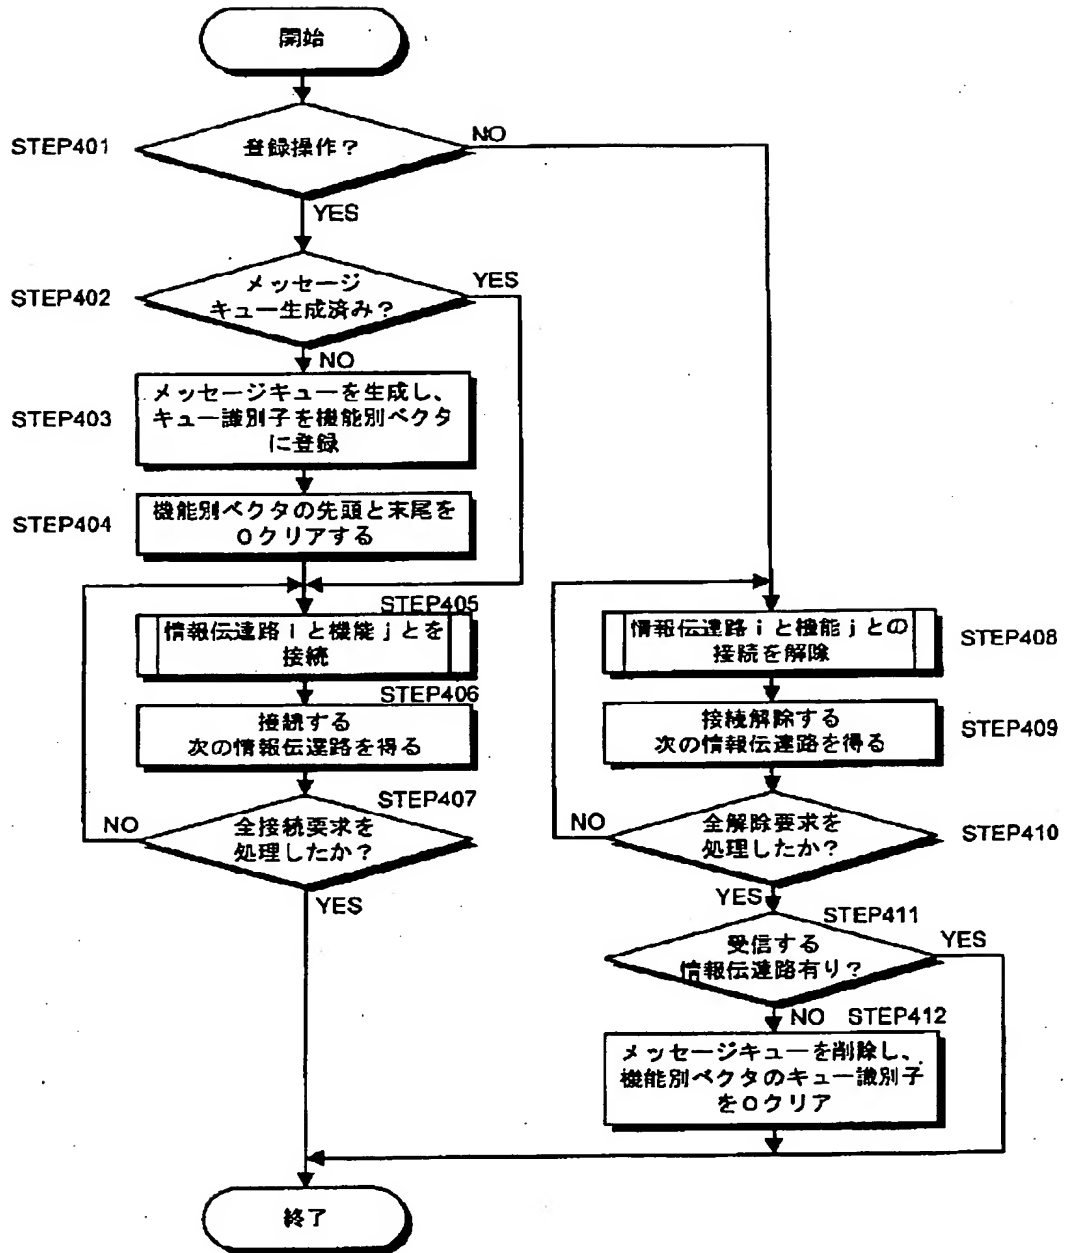 開始
STEP401
登録操作？
NO
YES
STEP402
メッセージ
キュー生成済み？
YES
NO
STEP403
メッセージキューを生成し、
キュー識別子を機能別ベクタ
に登録
STEP404
機能別ベクタの先頭と末尾を
0クリアする
STEP405
情報伝達路iと機能jとを
接続
STEP406
接続する
次の情報伝達路を得る
STEP407
NO
全接続要求を
処理したか？
YES
情報伝達路iと機能jとの
接続を解除
STEP408
接続解除する
次の情報伝達路を得る
STEP409
NO
全解除要求を
処理したか？
STEP410
YES
STEP411
受信する
情報伝達路有り？
YES
NO
STEP412
メッセージキューを削除し、
機能別ベクタのキュー識別子
を0クリア
終了